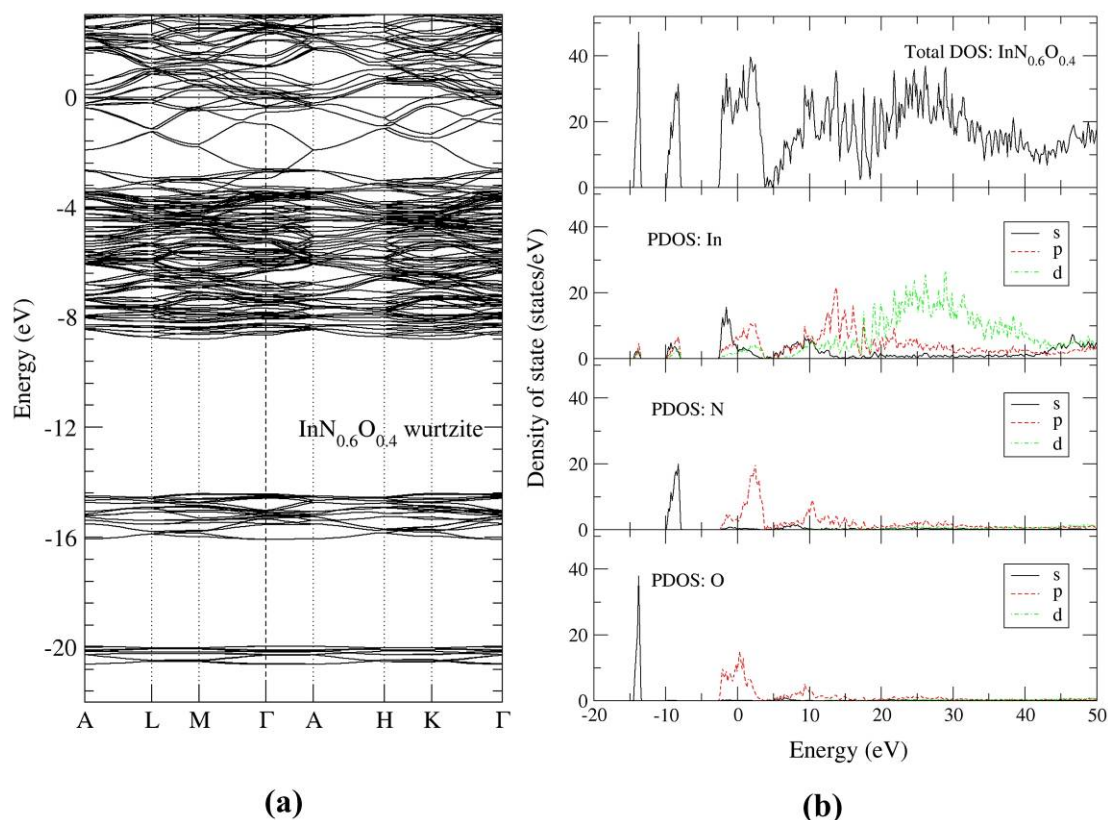 0
-4
-8
-12
-16
-20
Energy (eV)
InN0.6O0.4 wurtzite
A L M Γ A H K Γ
(a)
Total DOS: InN0.6O0.4
40
20
0
PDOS: In
s
p
d
40
20
0
PDOS: N
s
p
d
40
20
0
PDOS: O
s
p
d
40
20
0
-20 -10 0 10 20 30 40 50
Density of state (states/eV)
Energy (eV)
(b)